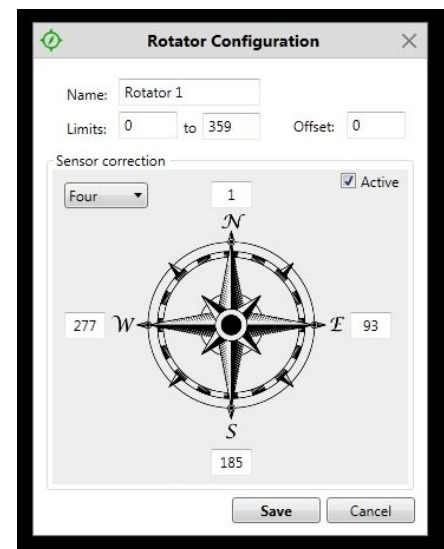 Rotator Configuration
Name: Rotator 1
Limits: 0 to 359 Offset: 0
Sensor correction
Four 1 Active
N
277 W E 93
S
185
Save Cancel